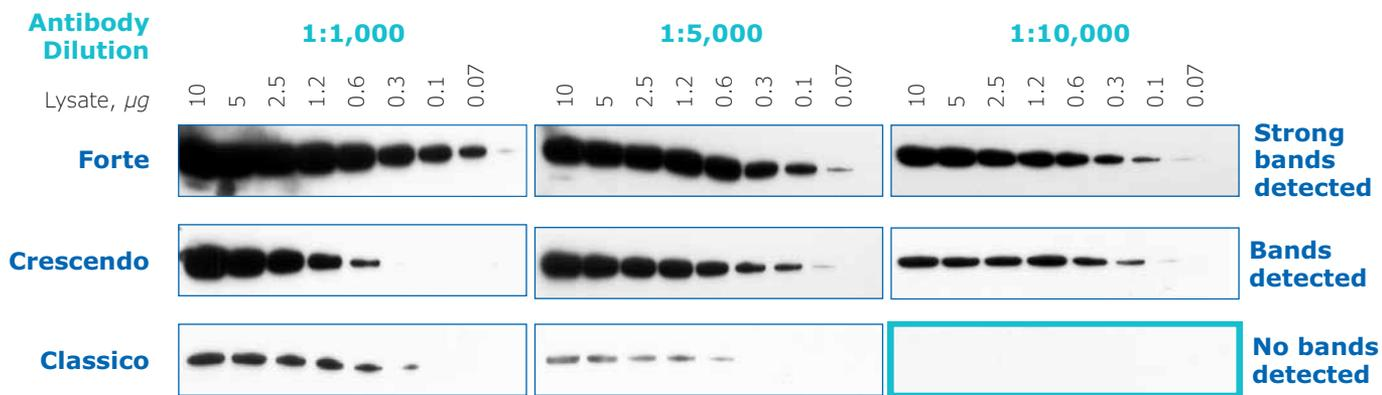 Antibody
Dilution
1:1,000 1:5,000 1:10,000
Lysate, µg 10 5 2.5 1.2 0.6 0.3 0.1 0.07 10 5 2.5 1.2 0.6 0.3 0.1 0.07 10 5 2.5 1.2 0.6 0.3 0.1 0.07
Forte
Strong
bands
detected
Crescendo
Bands
detected
Classico
No bands
detected